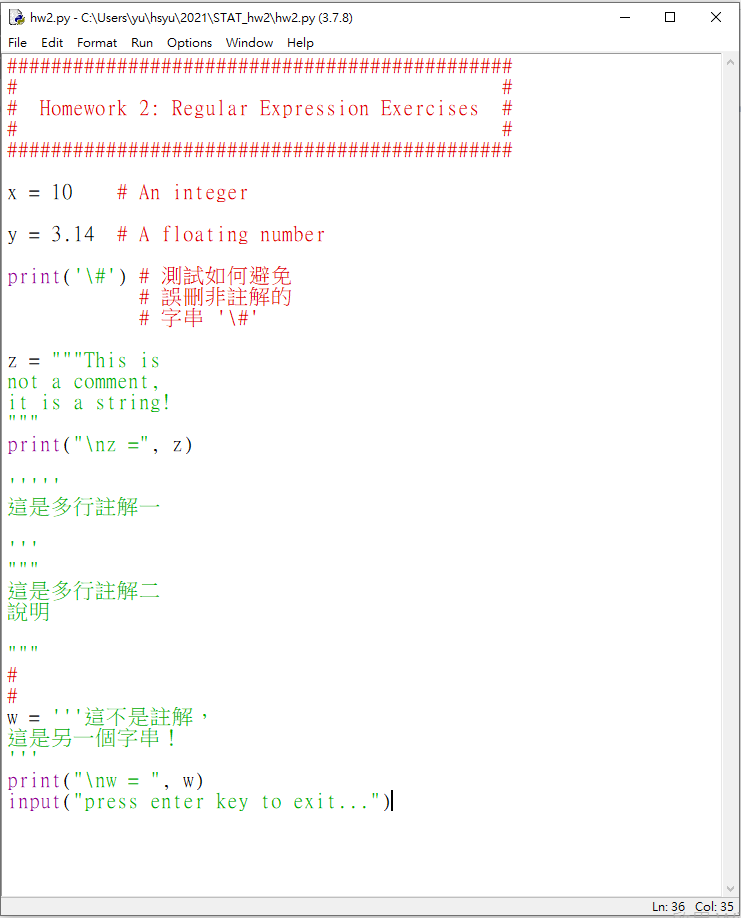 hw2.py - C:\Users\yu\hsyu\2021\STAT_hw2\hw2.py (3.7.8)
File Edit Format Run Options Window Help
##############################################
#                                            #
#  Homework 2: Regular Expression Exercises  #
#                                            #
##############################################
x = 10    # An integer
y = 3.14  # A floating number
print('\#') # 測試如何避免
            # 誤刪非註解的
            # 字串 '\#'
z = """This is
not a comment,
it is a string!
"""
print("\nz =", z)
'''''
這是多行註解一
'''
"""
這是多行註解二
說明
"""
#
#
w = '''這不是註解，
這是另一個字串！
'''
print("\nw = ", w)
input("press enter key to exit...")
Ln: 36 Col: 35